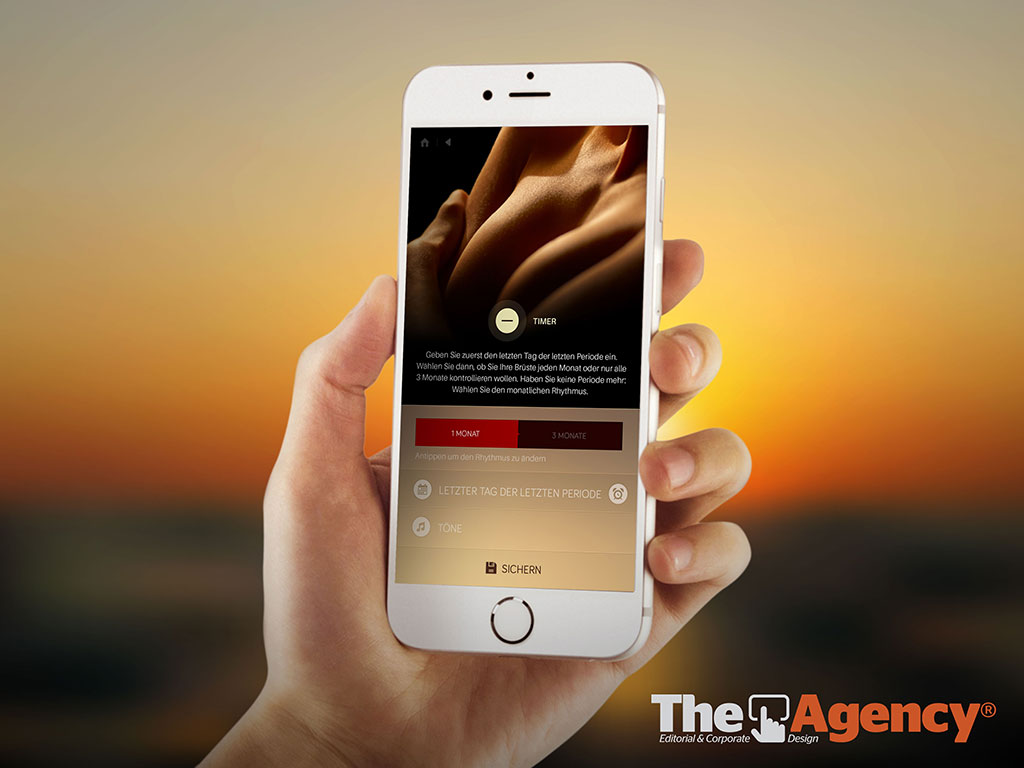 TIMER
Geben Sie zuerst den letzten Tag der letzten Periode ein.
Wählen Sie dann, ob Sie Ihre Brüste jeden Monat oder nur alle
3 Monate kontrollieren wollen. Haben Sie keine Periode mehr:
Wählen Sie den monatlichen Rhythmus.
1 MONAT
3 MONATE
Antippen um den Rhythmus zu ändern
LETZTER TAG DER LETZTEN PERIODE
TÖNE
SICHERN
The Agency®
Editorial & Corporate Design